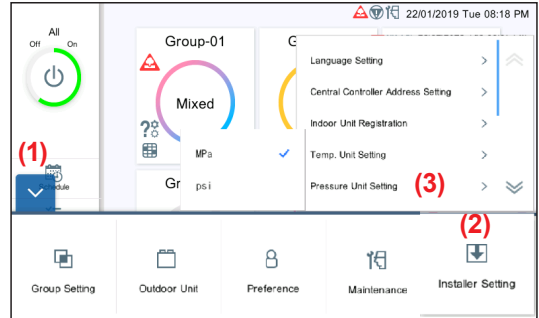 22/01/2019 Tue 08:18 PM
All
Off On
Group-01
G
Mixed
Language Setting
Central Controller Address Setting
Indoor Unit Registration
Temp. Unit Setting
Pressure Unit Setting
(3)
MPa
psi
Gr
(1)
Schedule
(2)
Group Setting
Outdoor Unit
Preference
Maintenance
Installer Setting